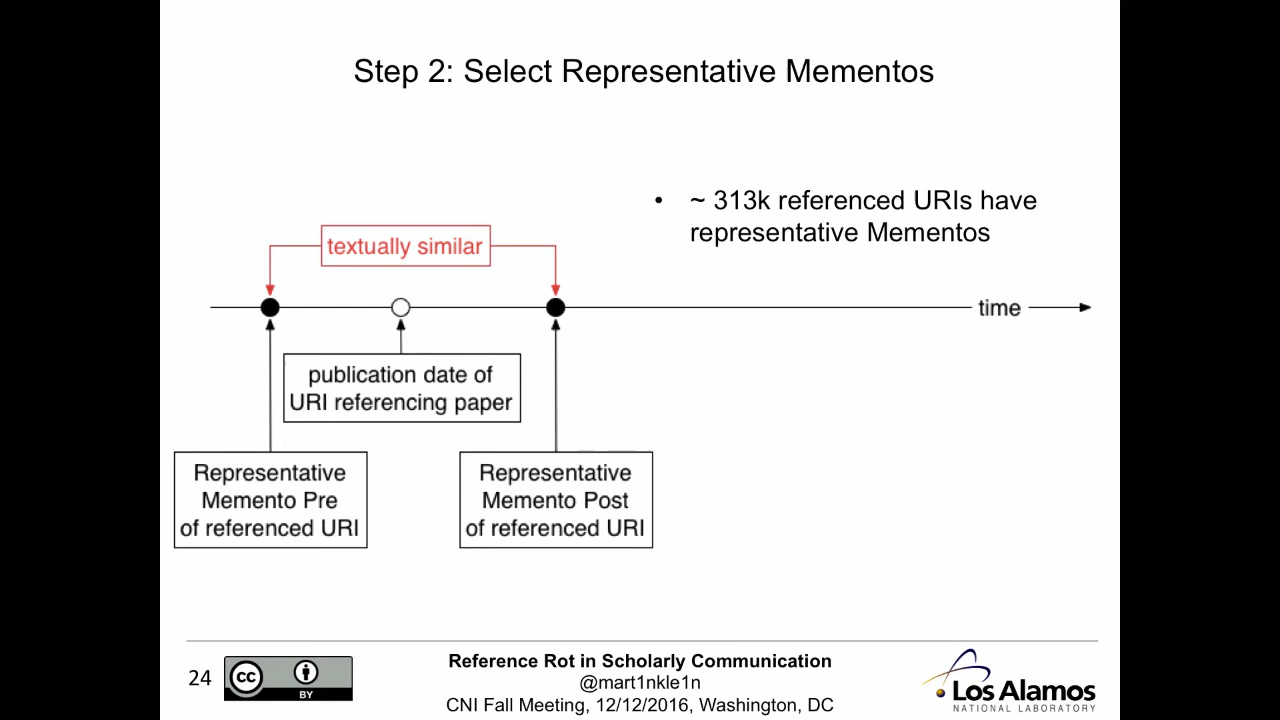 Step 2: Select Representative Mementos
• ~ 313k referenced URIs have
representative Mementos
textually similar
time
publication date of
URI referencing paper
Representative
Memento Pre
of referenced URI
Representative
Memento Post
of referenced URI
24
cc
BY
Reference Rot in Scholarly Communication
@mart1nkle1n
CNI Fall Meeting, 12/12/2016, Washington, DC
Los Alamos
NATIONAL LABORATORY